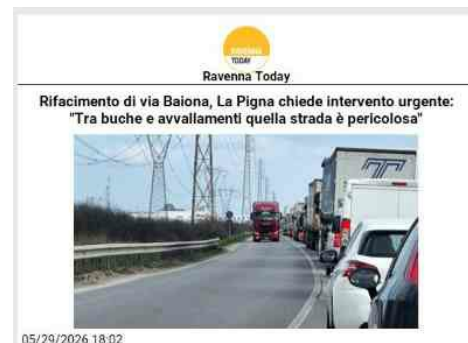 TODAY
Ravenna Today
Rifacimento di via Baiona, La Pigna chiede intervento urgente:
"Tra buche e avvallamenti quella strada è pericolosa"
05/29/2026 18:02